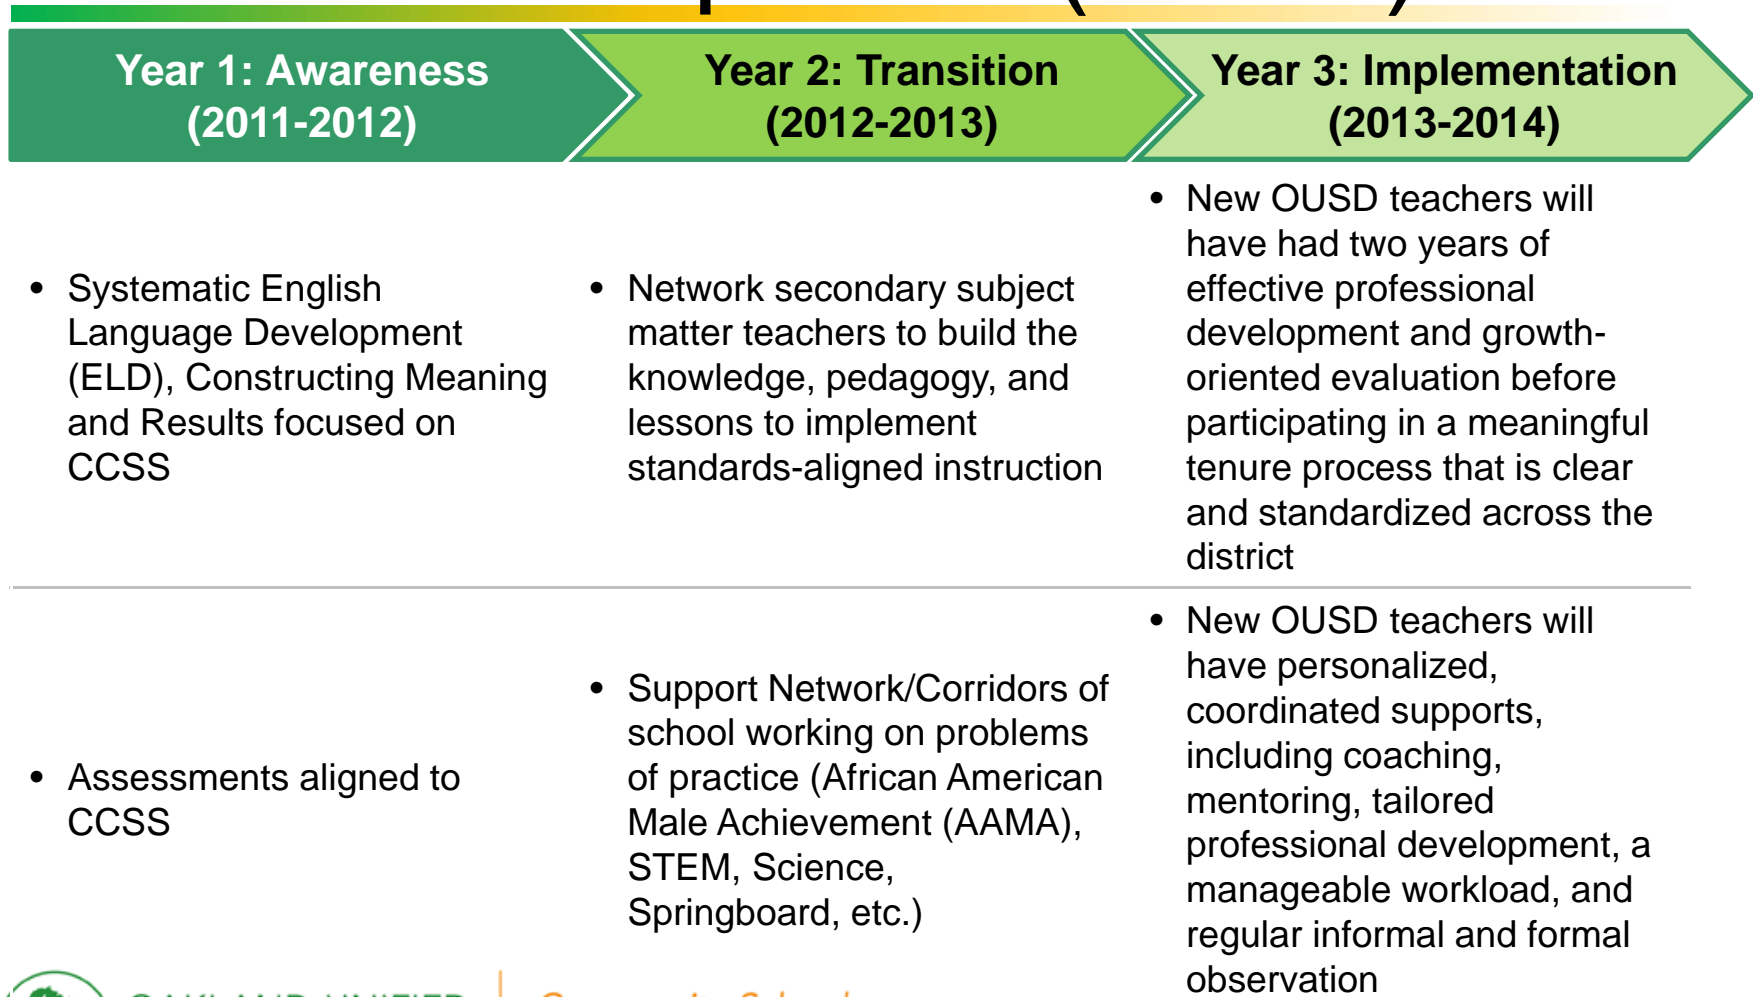 Year 1: Awareness
(2011-2012)
Year 2: Transition
(2012-2013)
Year 3: Implementation
(2013-2014)
• Systematic English
Language Development
(ELD), Constructing Meaning
and Results focused on
CCSS
• Network secondary subject
matter teachers to build the
knowledge, pedagogy, and
lessons to implement
standards-aligned instruction
• New OUSD teachers will
have had two years of
effective professional
development and growth-
oriented evaluation before
participating in a meaningful
tenure process that is clear
and standardized across the
district
• Assessments aligned to
CCSS
• Support Network/Corridors of
school working on problems
of practice (African American
Male Achievement (AAMA),
STEM, Science,
Springboard, etc.)
• New OUSD teachers will
have personalized,
coordinated supports,
including coaching,
mentoring, tailored
professional development, a
manageable workload, and
regular informal and formal
observation
OAKLAND UNIFIED